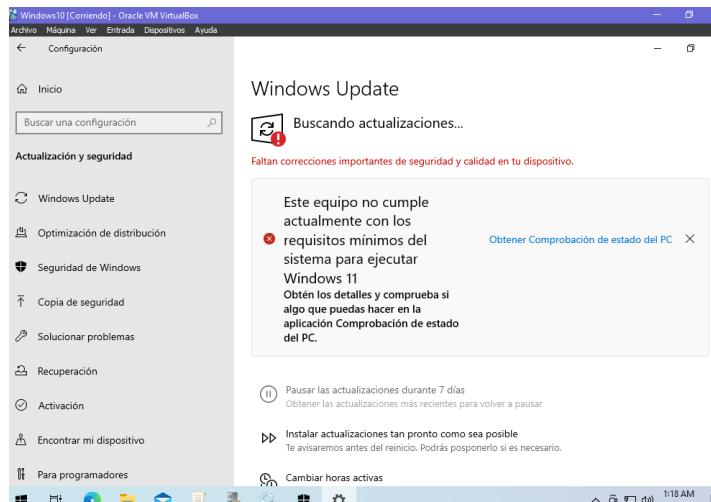 Windows10 [Corriendo] - Oracle VM VirtualBox
Archivo Máquina Ver Entrada Dispositivos Ayuda
Configuración
Inicio
Buscar una configuración
Actualización y seguridad
Windows Update
Optimización de distribución
Seguridad de Windows
Copia de seguridad
Solucionar problemas
Recuperación
Activación
Encontrar mi dispositivo
Para programadores
Windows Update
Buscando actualizaciones...
Faltan correcciones importantes de seguridad y calidad en tu dispositivo.
Este equipo no cumple
actualmente con los
requisitos mínimos del
sistema para ejecutar
Windows 11
Obtén los detalles y comprueba si
algo que puedas hacer en la
aplicación Comprobación de estado
del PC.
Obtener Comprobación de estado del PC
Pausar las actualizaciones durante 7 días
Obtener las actualizaciones más recientes para volver a pausar
Instalar actualizaciones tan pronto como sea posible
Te avisaremos antes del reinicio. Podrás posponerlo si es necesario.
Cambiar horas activas
1:18 AM